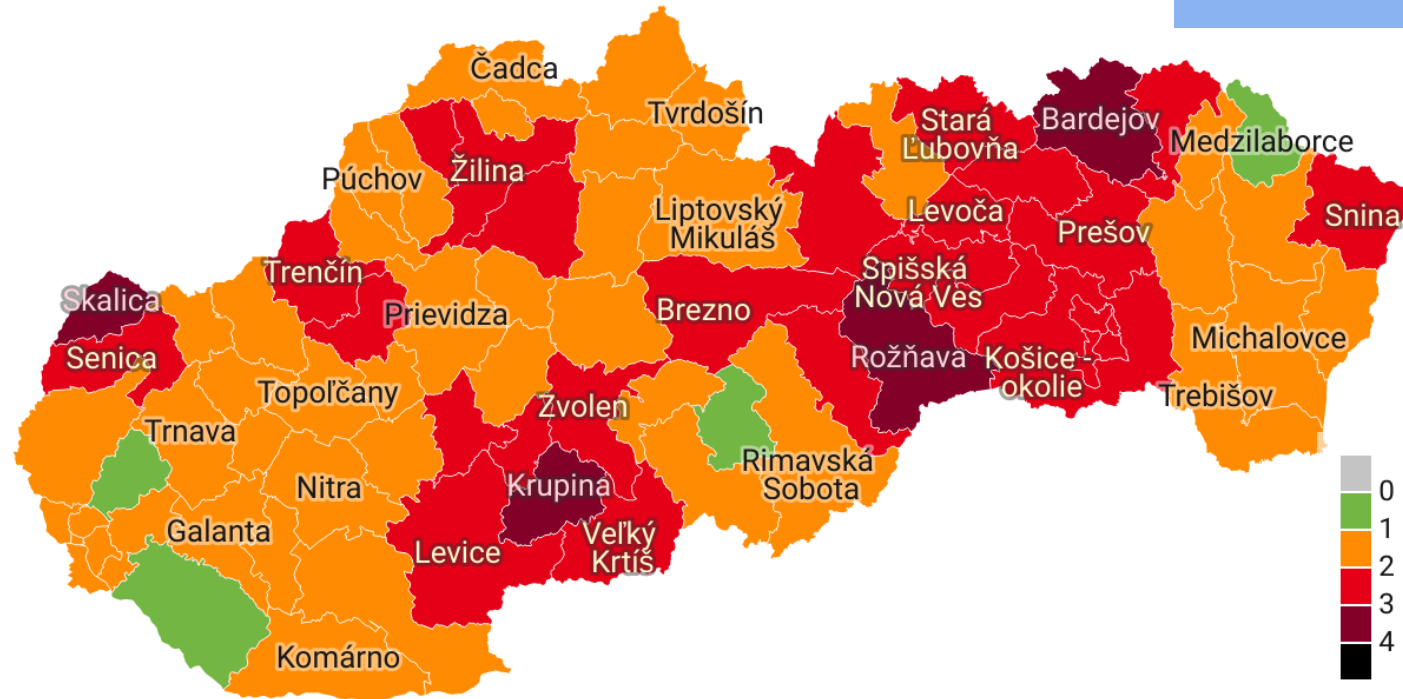 Čadca
Tvrdošín
Stará
Ľubovňa
Bardejov
Medzilaborce
Púchov
Žilina
Liptovský
Mikuláš
Levoča
Prešov
Snina
Skalica
Trenčín
Prievidza
Brezno
Spišská
Nová Ves
Senica
Topoľčany
Zvolen
Rožňava
Košice -
okolie
Michalovce
Trebišov
Trnava
Nitra
Krupina
Rimavská
Sobota
Galanta
Levice
Veľký
Krtíš
Komárno
0
1
2
3
4